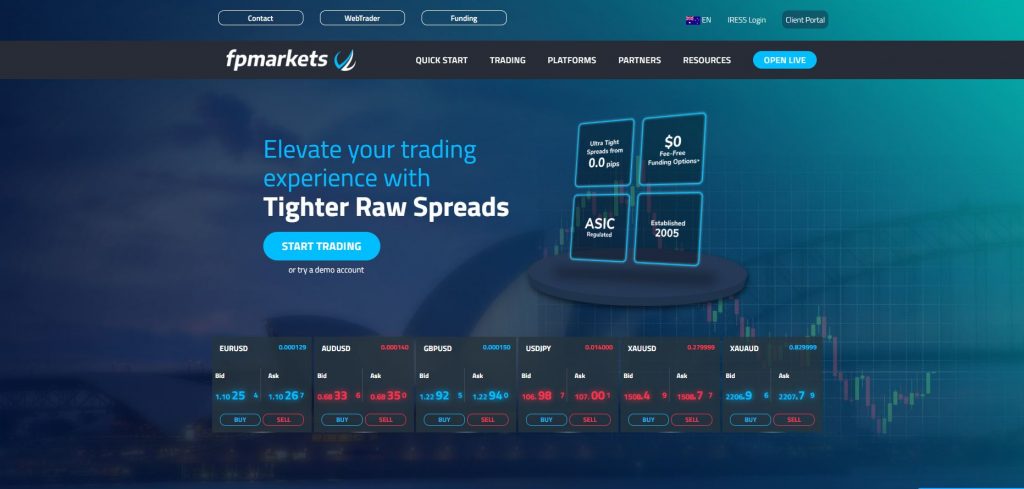 Contact WebTrader Funding
EN IRESS Login Client Portal
fpmarkets QUICK START TRADING PLATFORMS PARTNERS RESOURCES OPEN LIVE
Elevate your trading
experience with
Tighter Raw Spreads
START TRADING
or try a demo account
Ultra Tight
Spreads from
0.0 pips
$0
Fee-Free
Funding Options*
ASIC
Regulated
Established
2005
EURUSD 0.000129
Bid Ask
1.10 25 4 1.10 26 7
BUY SELL
AUDUSD 0.000140
Bid Ask
0.68 33 6 0.68 35 0
BUY SELL
GBPUSD 0.000150
Bid Ask
1.22 92 5 1.22 94 0
BUY SELL
USDJPY 0.014000
Bid Ask
106. 98 7 107. 00 1
BUY SELL
XAUUSD 0.279999
Bid Ask
1508. 4 9 1508. 7 7
BUY SELL
XAUAUD 0.829999
Bid Ask
2206. 9 6 2207. 7 9
BUY SELL